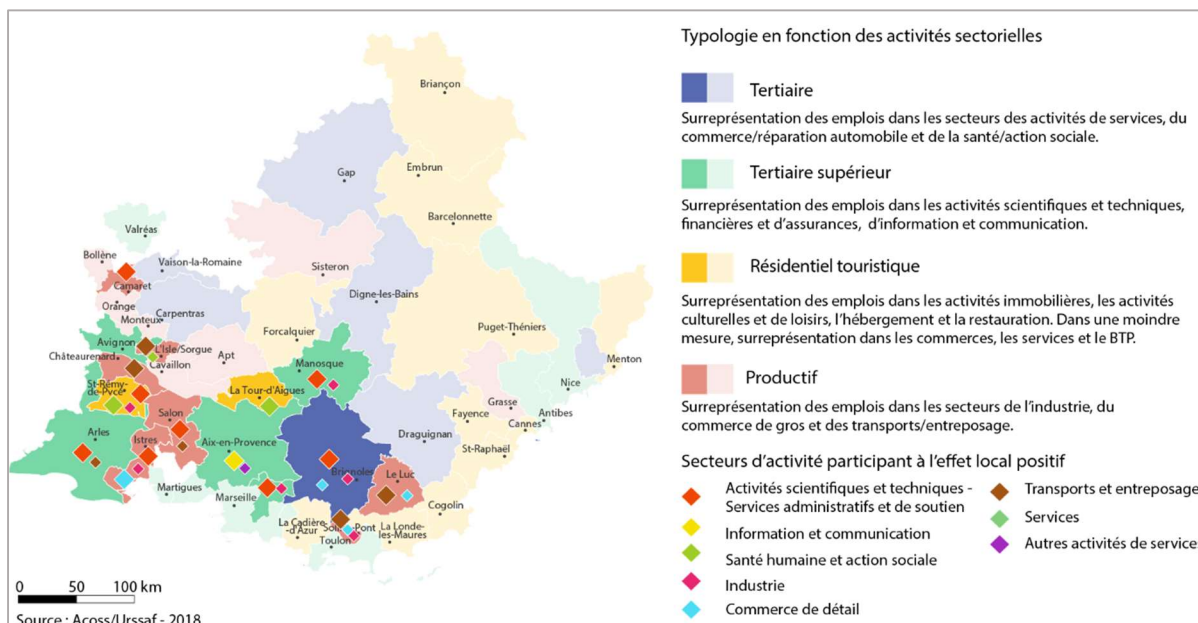 Briançon
Embrun
Gap
Barcelonnette
Valréas
Bollène
Vaison-la-Romaine
Sisteron
Camaret
Orange
Digne-les-Bains
Carpentras
Monteux
Forcalquier
Puget-Théniers
Avignon
L'Isle/Sorgue
Châteaurenard
Cavaillon
Apt
Manosque
Menton
St-Rémy-
de-Pvce
La Tour-d'Aigues
Nice
Grasse
Antibes
Salon
Fayence
Cannes
Arles
Istres
Aix-en-Provence
Draguignan
St-Raphaël
Brignoles
Le Luc
Martigues
Marseille
Cogolin
La Cadière-
-d'Azur
Pont
La Londe-
les-Maures
Toulon
0 50 100 km
Source : Acoss/Urssaf - 2018
Typologie en fonction des activités sectorielles
Tertiaire
Surreprésentation des emplois dans les secteurs des activités de services, du
commerce/réparation automobile et de la santé/action sociale.
Tertiaire supérieur
Surreprésentation des emplois dans les activités scientifiques et techniques,
financières et d'assurances, d'information et communication.
Résidentiel touristique
Surreprésentation des emplois dans les activités immobilières, les activités
culturelles et de loisirs, l'hébergement et la restauration. Dans une moindre
mesure, surreprésentation dans les commerces, les services et le BTP.
Productif
Surreprésentation des emplois dans les secteurs de l'industrie, du
commerce de gros et des transports/entreposage.
Secteurs d'activité participant à l'effet local positif
Activités scientifiques et techniques -
Services administratifs et de soutien
Information et communication
Santé humaine et action sociale
Industrie
Commerce de détail
Transports et entreposage
Services
Autres activités de services